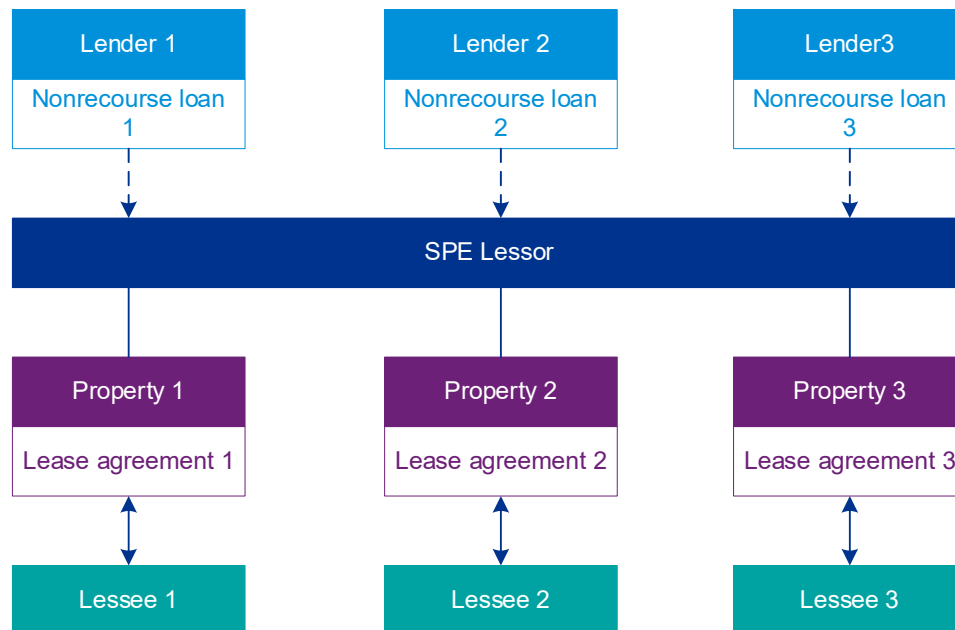 Lender 1
Lender 2
Lender3
Nonrecourse loan
1
Nonrecourse loan
2
Nonrecourse loan
3
SPE Lessor
Property 1
Property 2
Property 3
Lease agreement 1
Lease agreement 2
Lease agreement 3
Lessee 1
Lessee 2
Lessee 3